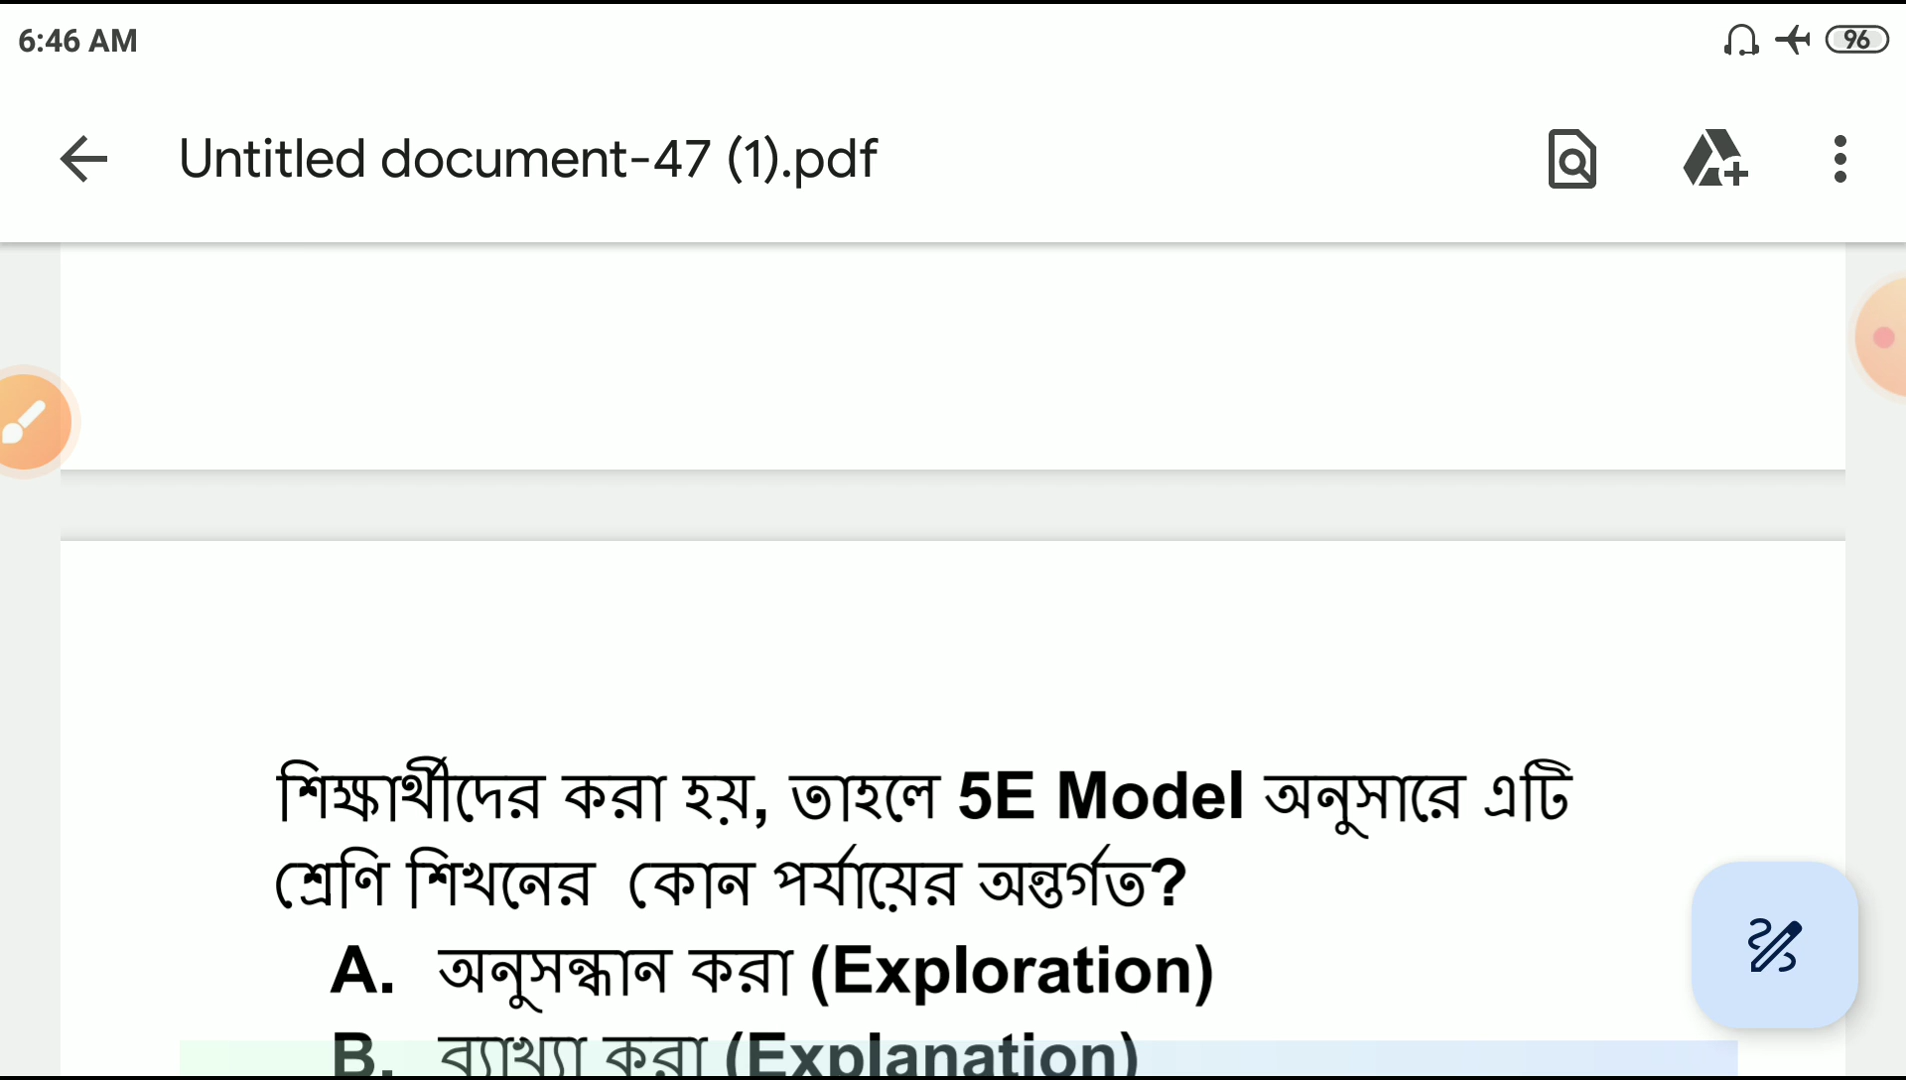 6:46 AM
96
Untitled document-47 (1).pdf
শিক্ষার্থীদের করা হয়, তাহলে 5E Model অনুসারে এটি
শ্রেণি শিখনের কোন পর্যায়ের অন্তর্গত?
A. অনুসন্ধান করা (Exploration)
B. ব্যাখ্যা করা (Explanation)